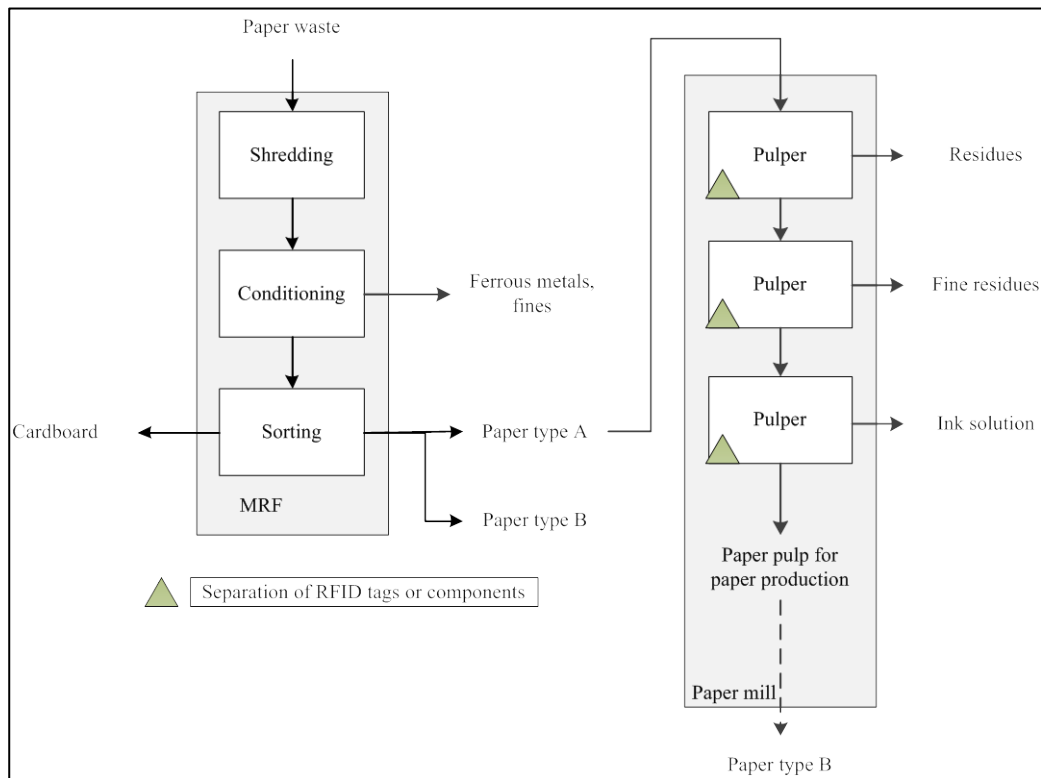 Paper waste
Shredding
Conditioning
Ferrous metals,
fines
Cardboard
Sorting
Paper type A
MRF
Paper type B
Separation of RFID tags or components
Pulper
Residues
Pulper
Fine residues
Pulper
Ink solution
Paper pulp for
paper production
Paper mill
Paper type B